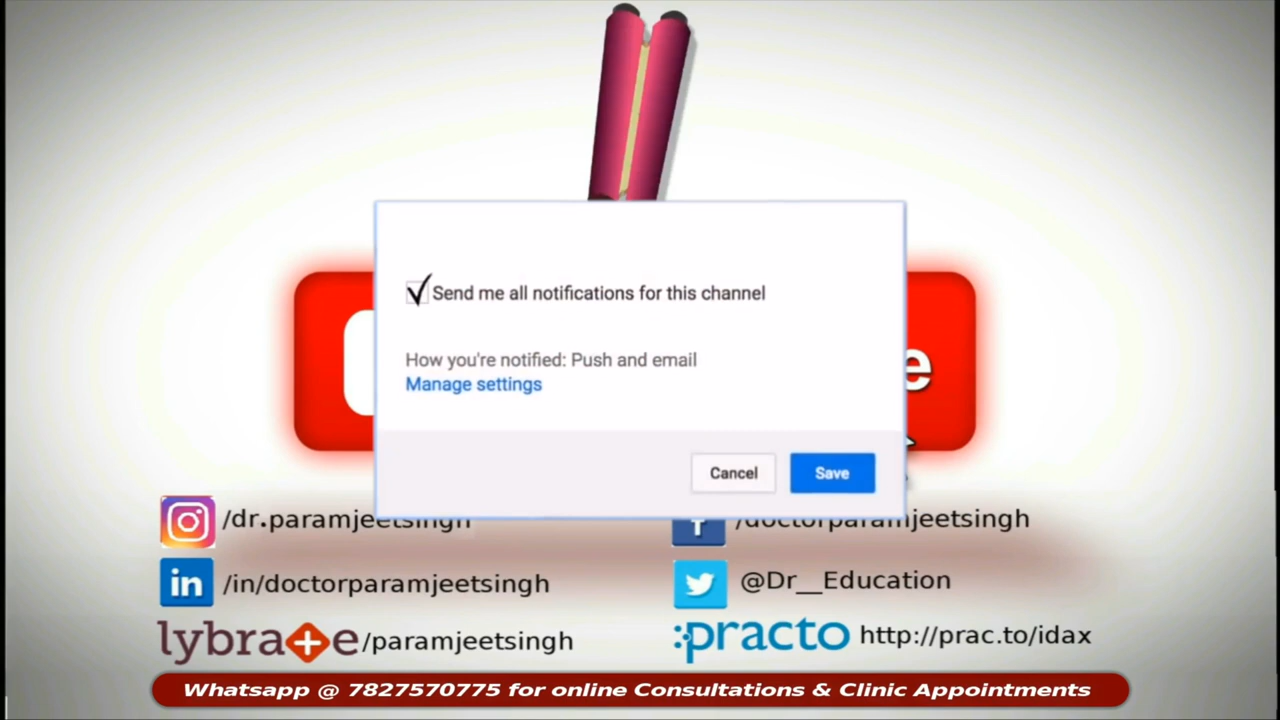 Send me all notifications for this channel
How you're notified: Push and email
Manage settings
Cancel Save
e
/dr.paramjeetsingh
f /doctorparamjeetsingh
in /in/doctorparamjeetsingh
@Dr__Education
lybrate/paramjeetsingh
:practo http://prac.to/idax
Whatsapp @ 7827570775 for online Consultations & Clinic Appointments